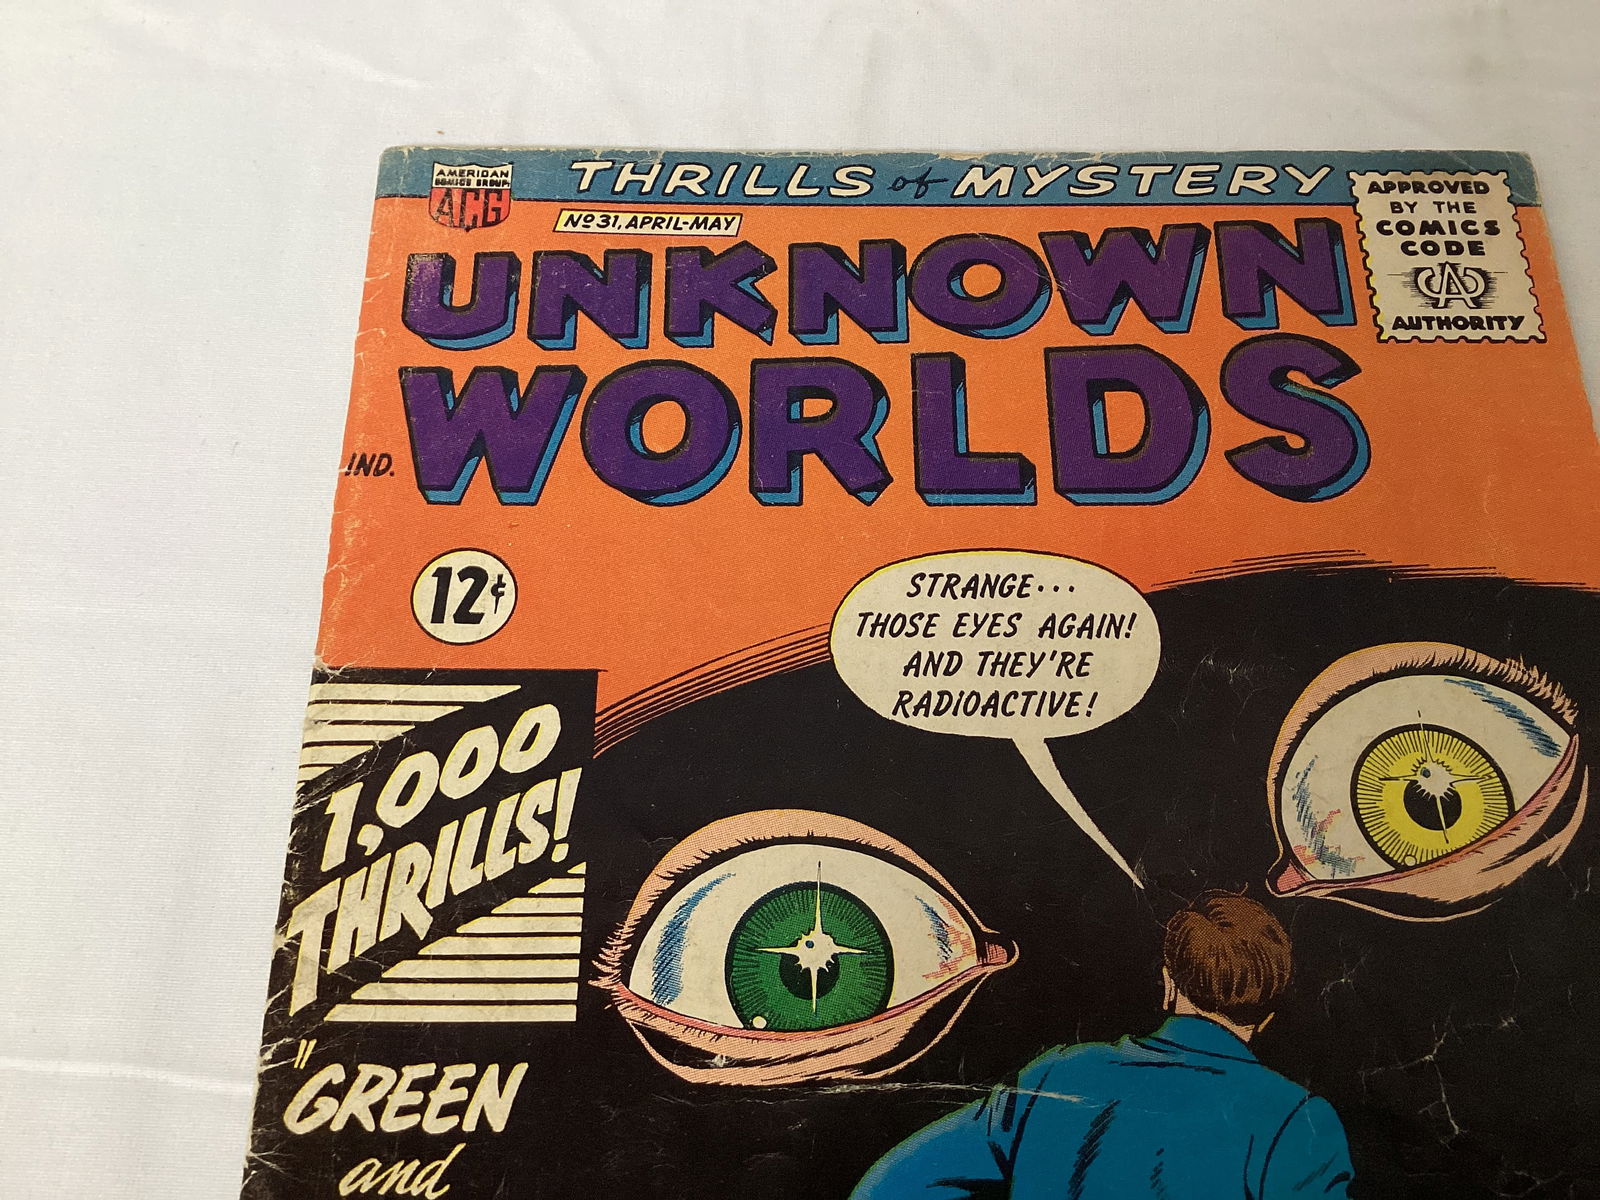 THRILLS of MYSTERY
AMERICAN
COMICS GROUP
ACG
No 31, APRIL-MAY
APPROVED
BY THE
COMICS
CODE
CA
AUTHORITY
UNKNOWN
WORLDS
IND.
12¢
STRANGE...
THOSE EYES AGAIN!
AND THEY'RE
RADIOACTIVE!
1,000
THRILLS!
"GREEN
and